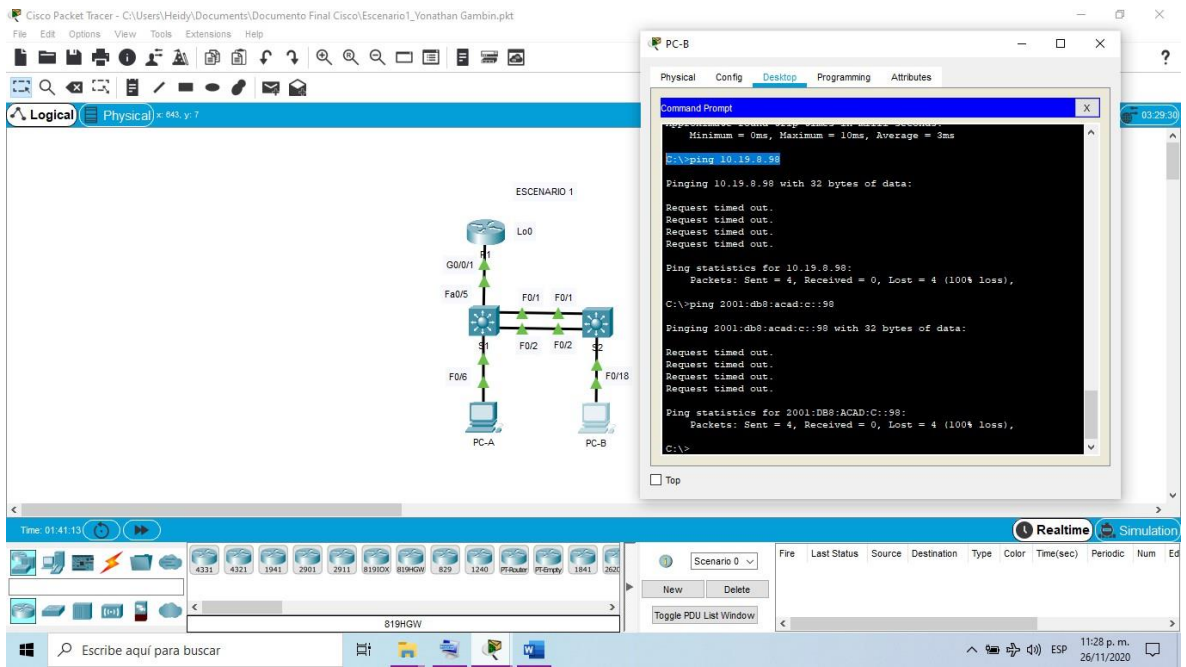 Cisco Packet Tracer - C:\Users\Heidy\Documents\Documento Final Cisco\Escenario1_Yonathan Gambin.pkt
File Edit Options View Tools Extensions Help
?
Logical Physical x: 643, y: 7
03:29:30
ESCENARIO 1
Lo0
R1
G0/0/1
Fa0/5
F0/1 F0/1
F0/2 F0/2
S1 S2
F0/6
F0/18
PC-A
PC-B
PC-B
Physical Config Desktop Programming Attributes
Command Prompt
X
Approximate round trip times in milli-seconds:
Minimum = 0ms, Maximum = 10ms, Average = 3ms
C:\>ping 10.19.8.98
Pinging 10.19.8.98 with 32 bytes of data:
Request timed out.
Request timed out.
Request timed out.
Request timed out.
Ping statistics for 10.19.8.98:
Packets: Sent = 4, Received = 0, Lost = 4 (100% loss),
C:\>ping 2001:db8:acad:c::98
Pinging 2001:db8:acad:c::98 with 32 bytes of data:
Request timed out.
Request timed out.
Request timed out.
Request timed out.
Ping statistics for 2001:DB8:ACAD:C::98:
Packets: Sent = 4, Received = 0, Lost = 4 (100% loss),
C:\>
Top
Time: 01:41:13
Realtime Simulation
4331 4321 1941 2901 2911 819IOX 819HGW 829 1240 PT-Router PT-Empty 1841 2620
819HGW
Scenario 0
New Delete
Toggle PDU List Window
Fire Last Status Source Destination Type Color Time(sec) Periodic Num Ed
Escribe aquí para buscar
ESP
11:28 p. m.
26/11/2020